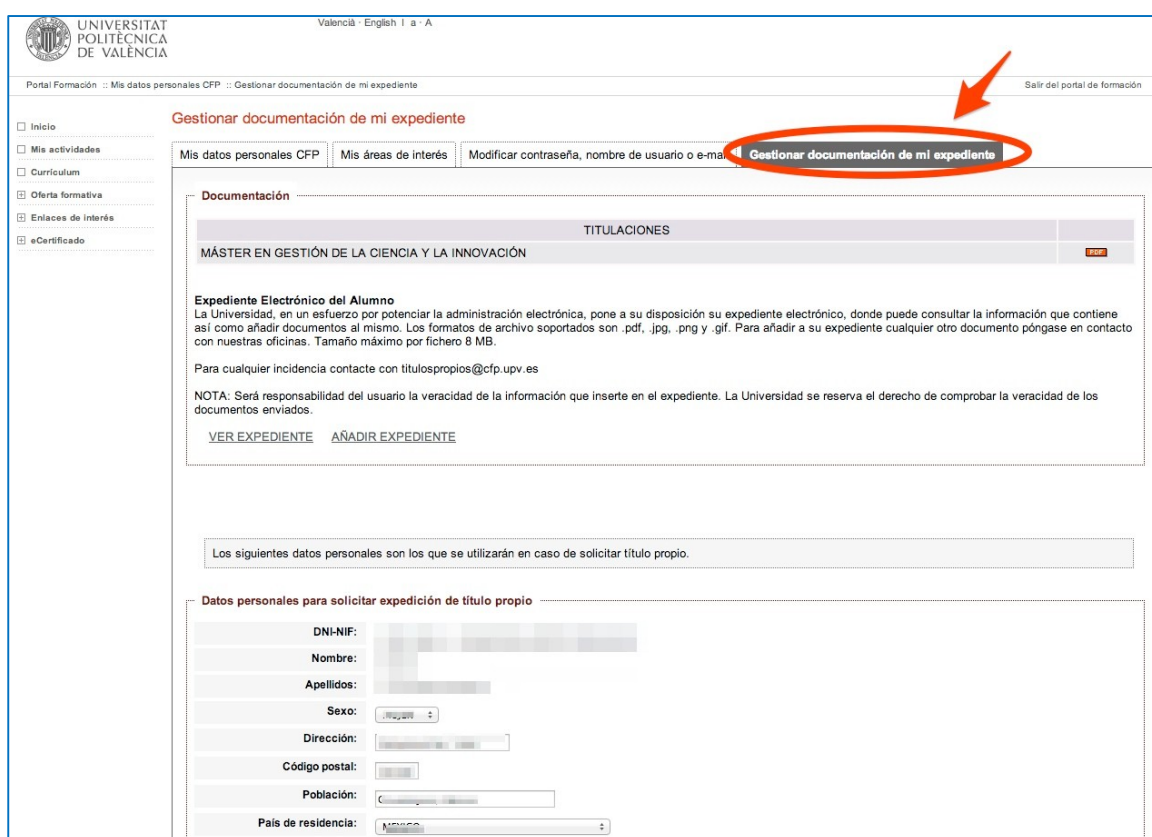 UNIVERSITAT
POLITÈCNICA
DE VALÈNCIA
Valencià · English | a · A
Portal Formación :: Mis datos personales CFP :: Gestionar documentación de mi expediente
Salir del portal de formación
Inicio
Mis actividades
Curriculum
Oferta formativa
Enlaces de interés
eCertificado
Gestionar documentación de mi expediente
Mis datos personales CFP
Mis áreas de interés
Modificar contraseña, nombre de usuario o e-mai
Gestionar documentación de mi expediente
Documentación
TITULACIONES
MÁSTER EN GESTIÓN DE LA CIENCIA Y LA INNOVACIÓN
PDF
Expediente Electrónico del Alumno
La Universidad, en un esfuerzo por potenciar la administración electrónica, pone a su disposición su expediente electrónico, donde puede consultar la información que contiene
así como añadir documentos al mismo. Los formatos de archivo soportados son .pdf, .jpg, .png y .gif. Para añadir a su expediente cualquier otro documento póngase en contacto
con nuestras oficinas. Tamaño máximo por fichero 8 MB.
Para cualquier incidencia contacte con titulospropios@cfp.upv.es
NOTA: Será responsabilidad del usuario la veracidad de la información que inserte en el expediente. La Universidad se reserva el derecho de comprobar la veracidad de los
documentos enviados.
VER EXPEDIENTE
AÑADIR EXPEDIENTE
Los siguientes datos personales son los que se utilizarán en caso de solicitar título propio.
Datos personales para solicitar expedición de título propio
DNI-NIF:
Nombre:
Apellidos:
Sexo:
Dirección:
Código postal:
Población:
País de residencia: